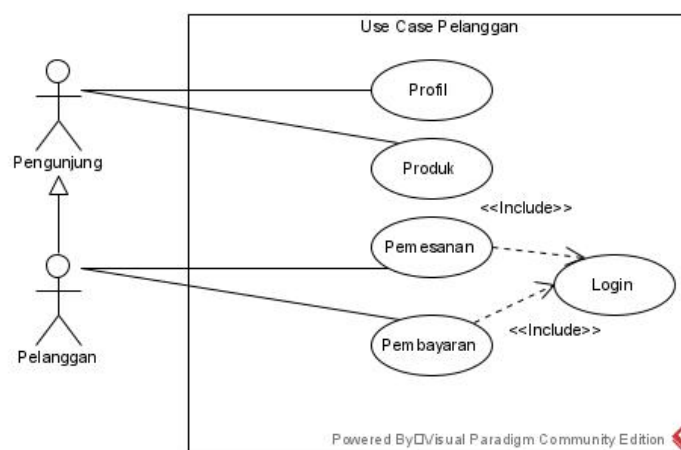 Use Case Pelanggan
Profil
Pengunjung
Produk
<<Include>>
Pemesanan
Login
Pelanggan
Pembayaran
<<Include>>
Powered By□Visual Paradigm Community Edition